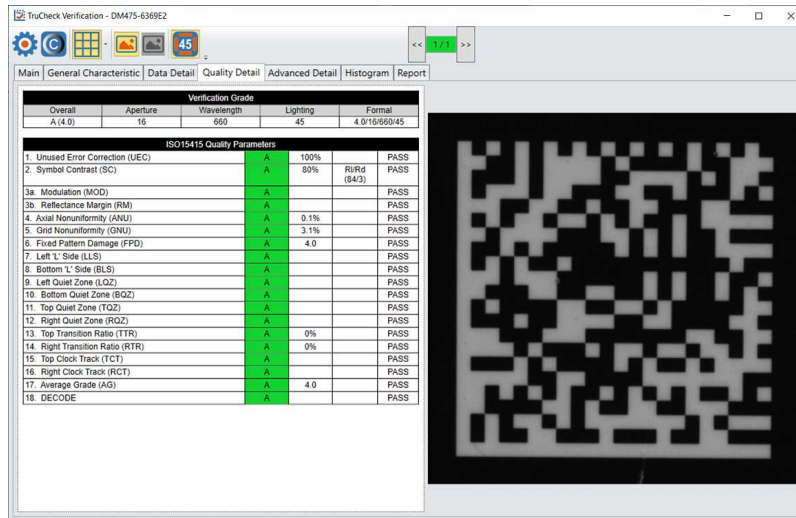 TruCheck Verification - DM475-6369E2
45
<< 1 / 1 >>
Main General Characteristic Data Detail Quality Detail Advanced Detail Histogram Report
Verification Grade
Overall Aperture Wavelength Lighting Formal
A (4.0) 16 660 45 4.0/16/660/45
ISO15415 Quality Parameters
1. Unused Error Correction (UEC) A 100% PASS
2. Symbol Contrast (SC) A 80% Rl/Rd PASS
(84/3)
3a. Modulation (MOD) A PASS
3b. Reflectance Margin (RM) A PASS
4. Axial Nonuniformity (ANU) A 0.1% PASS
5. Grid Nonuniformity (GNU) A 3.1% PASS
6. Fixed Pattern Damage (FPD) A 4.0 PASS
7. Left 'L' Side (LLS) A PASS
8. Bottom 'L' Side (BLS) A PASS
9. Left Quiet Zone (LQZ) A PASS
10. Bottom Quiet Zone (BQZ) A PASS
11. Top Quiet Zone (TQZ) A PASS
12. Right Quiet Zone (RQZ) A PASS
13. Top Transition Ratio (TTR) A 0% PASS
14. Right Transition Ratio (RTR) A 0% PASS
15. Top Clock Track (TCT) A PASS
16. Right Clock Track (RCT) A PASS
17. Average Grade (AG) A 4.0 PASS
18. DECODE A PASS